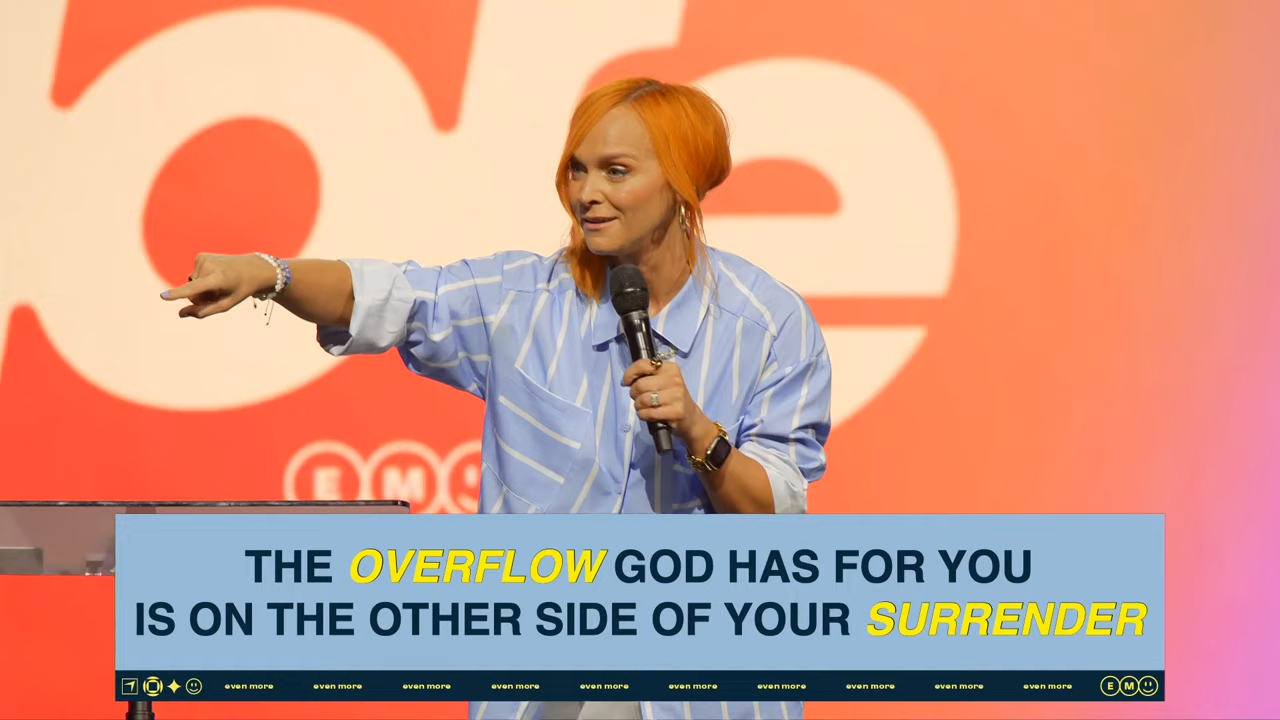 E M
THE OVERFLOW GOD HAS FOR YOU
IS ON THE OTHER SIDE OF YOUR SURRENDER
even more even more even more even more even more even more even more even more even more even more
E M